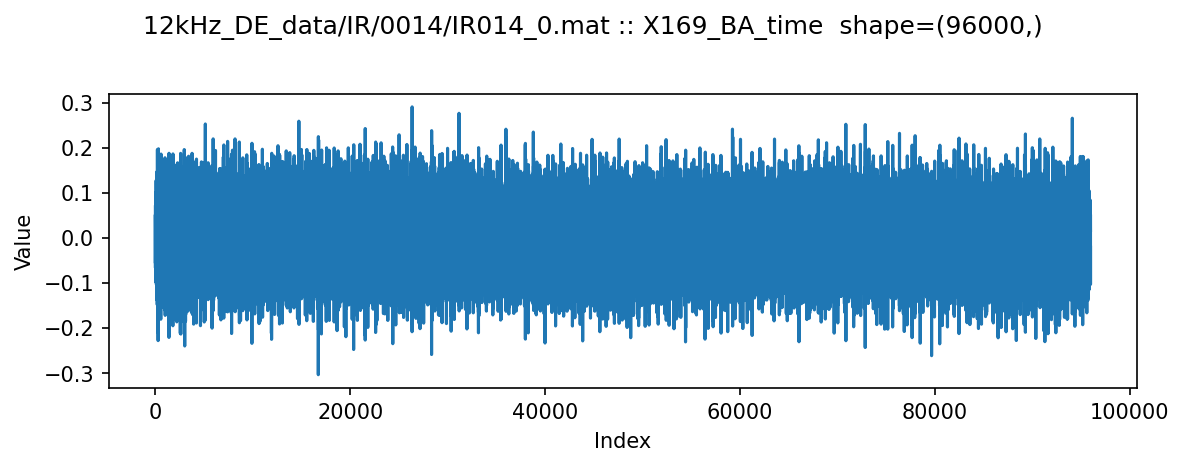 12kHz_DE_data/IR/0014/IR014_0.mat :: X169_BA_time  shape=(96000,)
0.3
0.2
0.1
0.0
−0.1
−0.2
−0.3
Value
0 20000 40000 60000 80000 100000
Index